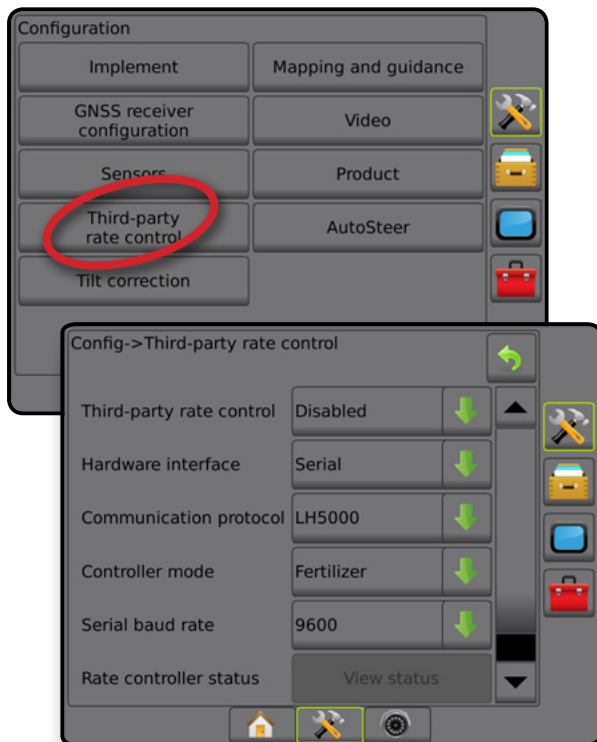 Configuration
Implement
Mapping and guidance
GNSS receiver
configuration
Video
Sensors
Product
Third-party
rate control
AutoSteer
Tilt correction
Config->Third-party rate control
Third-party rate control
Disabled
Hardware interface
Serial
Communication protocol
LH5000
Controller mode
Fertilizer
Serial baud rate
9600
Rate controller status
View status